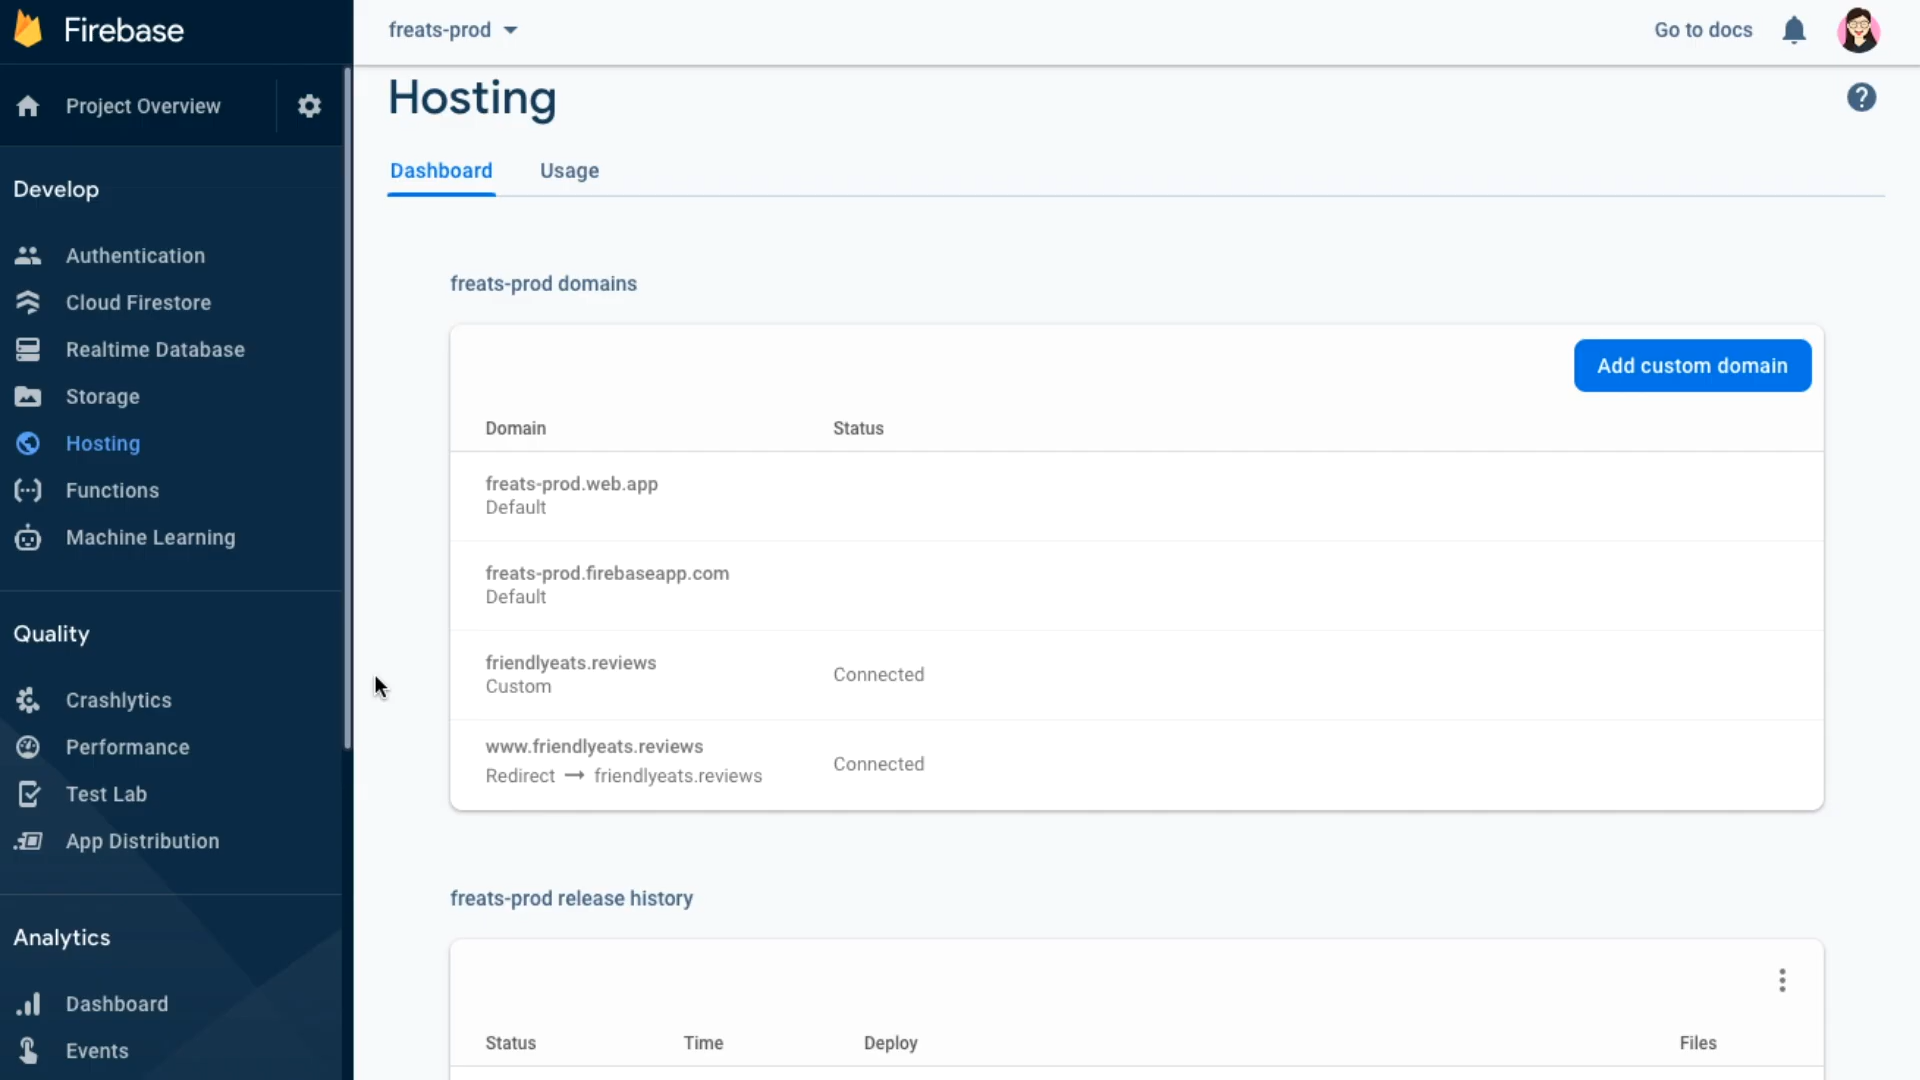 Firebase
freats-prod
Go to docs
Project Overview
Hosting
Dashboard
Usage
Develop
Authentication
Cloud Firestore
Realtime Database
Storage
Hosting
Functions
Machine Learning
Quality
Crashlytics
Performance
Test Lab
App Distribution
Analytics
Dashboard
Events
freats-prod domains
Add custom domain
Domain Status
freats-prod.web.app
Default
freats-prod.firebaseapp.com
Default
friendlyeats.reviews
Custom
Connected
www.friendlyeats.reviews
Redirect → friendlyeats.reviews
Connected
freats-prod release history
Status Time Deploy Files